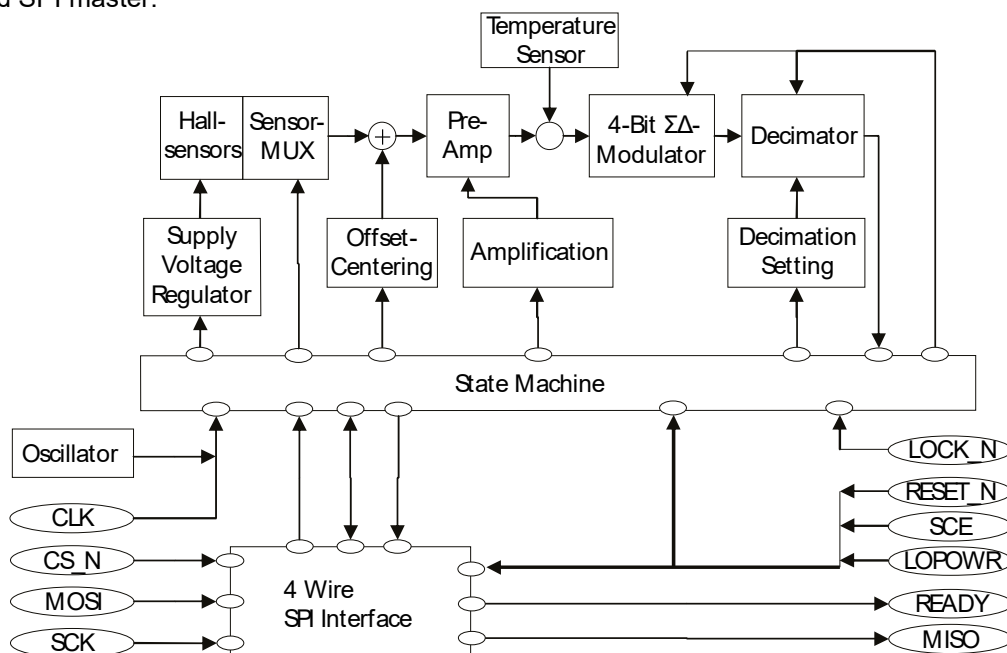 d SPI master.
Temperature
Sensor
Hall-
sensors
Sensor-
MUX
+
Pre-
Amp
4-Bit ΣΔ-
Modulator
Decimator
Supply
Voltage
Regulator
Offset-
Centering
Amplification
Decimation
Setting
State Machine
Oscillator
CLK
CS_N
MOSI
SCK
4 Wire
SPI Interface
LOCK_N
RESET_N
SCE
LOPOWR
READY
MISO